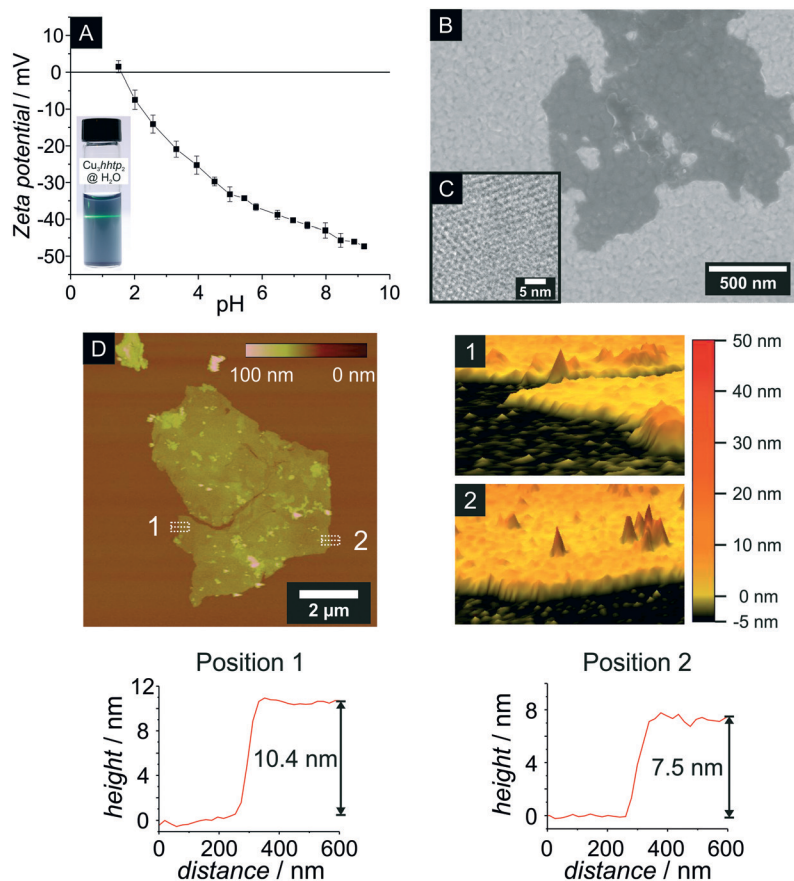 A
Zeta potential / mV
10
0
-10
-20
-30
-40
-50
Cu3hhtp2
@ H2O
0 2 4 6 8 10
pH
B
C
5 nm
500 nm
D
100 nm 0 nm
1
2
2 µm
1
2
50 nm
40 nm
30 nm
20 nm
10 nm
0 nm
-5 nm
Position 1
height / nm
12
8
4
0
10.4 nm
0 200 400 600
distance / nm
Position 2
height / nm
8
4
0
7.5 nm
0 200 400 600
distance / nm